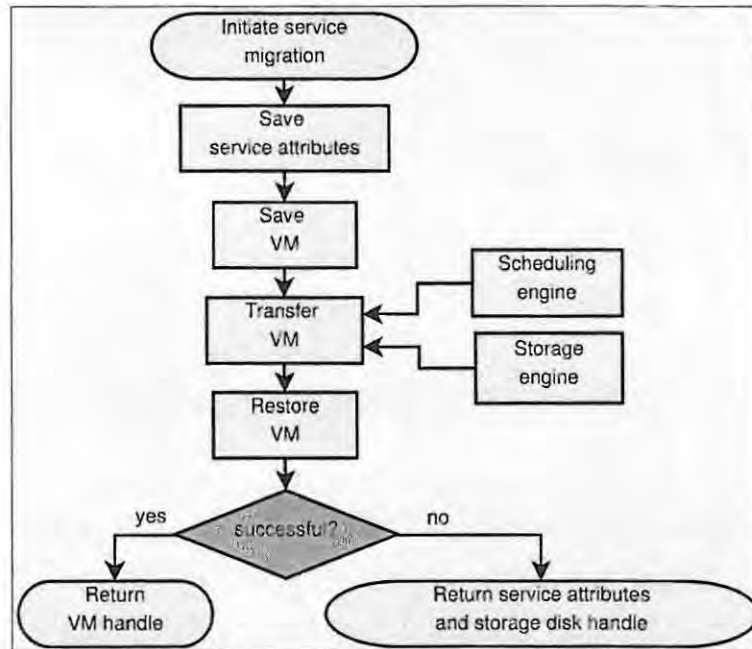 Initiate service
migration
Save
service attributes
Save
VM
Scheduling
engine
Transfer
VM
Storage
engine
Restore
VM
yes
successful?
no
Return
VM handle
Return service attributes
and storage disk handle